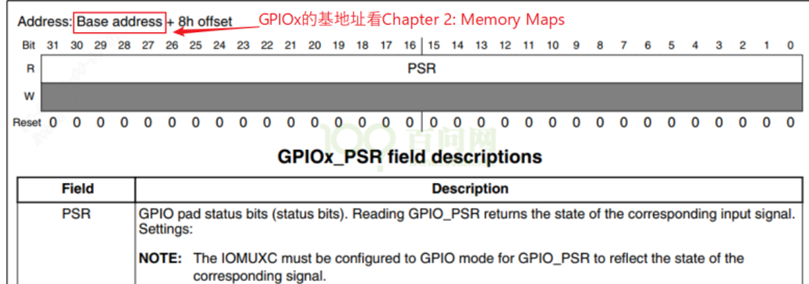 GPIOx的基地址看Chapter 2: Memory Maps
Address: Base address + 8h offset
Bit 31 30 29 28 27 26 25 24 23 22 21 20 19 18 17 16 15 14 13 12 11 10 9 8 7 6 5 4 3 2 1 0
R PSR
W
Reset 0 0 0 0 0 0 0 0 0 0 0 0 0 0 0 0 0 0 0 0 0 0 0 0 0 0 0 0 0 0 0 0
百问网
GPIOx_PSR field descriptions
Field Description
PSR GPIO pad status bits (status bits). Reading GPIO_PSR returns the state of the corresponding input signal.
Settings:
NOTE: The IOMUXC must be configured to GPIO mode for GPIO_PSR to reflect the state of the
corresponding signal.